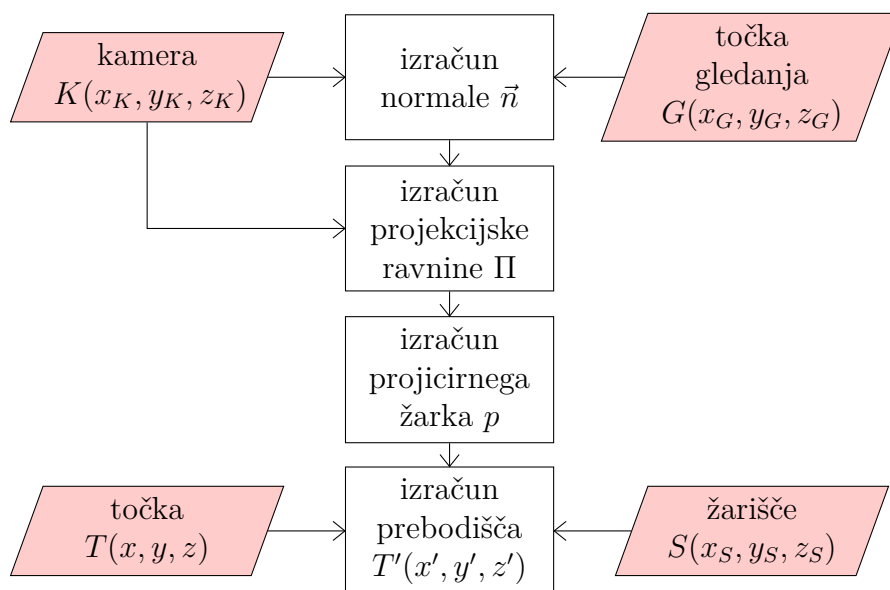 kamera
K(x_K, y_K, z_K)
izračun
normale \vec{n}
točka
gledanja
G(x_G, y_G, z_G)
izračun
projekcijske
ravnine Π
izračun
projicirnega
žarka p
točka
T(x, y, z)
izračun
prebodišča
T′(x′, y′, z′)
žarišče
S(x_S, y_S, z_S)